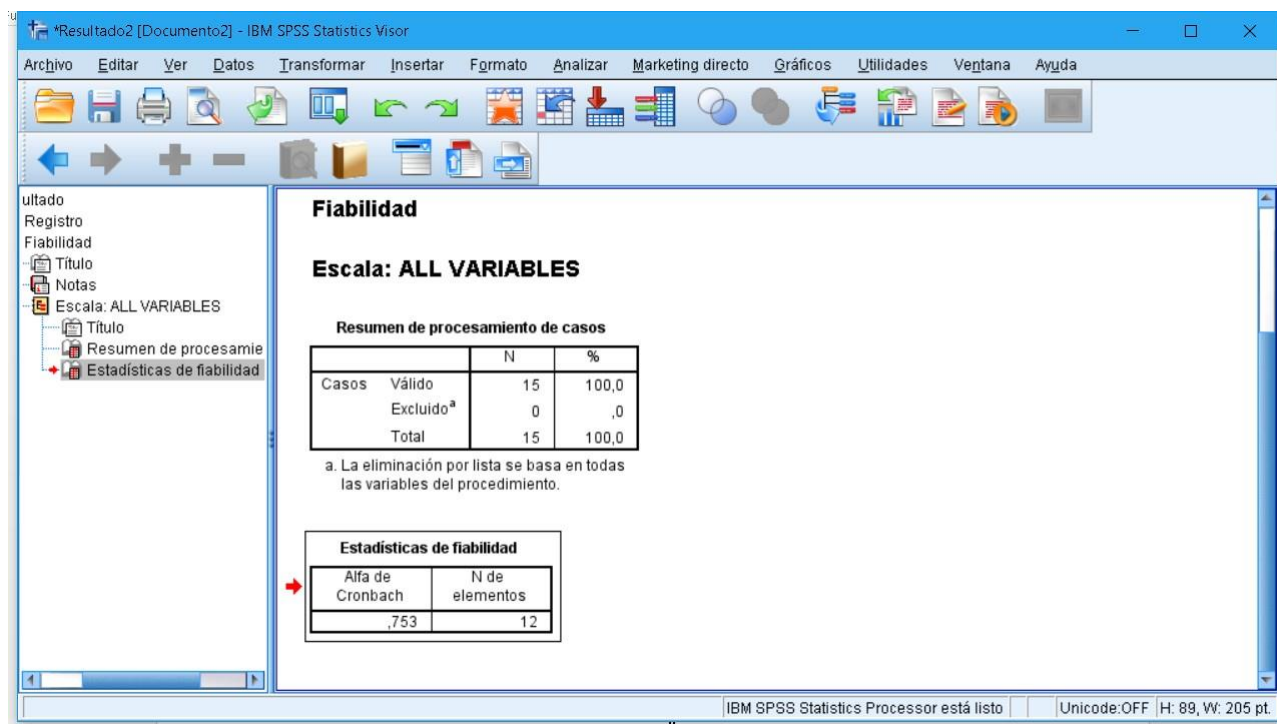 *Resultado2 [Documento2] - IBM SPSS Statistics Visor
Archivo Editar Ver Datos Transformar Insertar Formato Analizar Marketing directo Gráficos Utilidades Ventana Ayuda
ultado
Registro
Fiabilidad
Título
Notas
Escala: ALL VARIABLES
Título
Resumen de procesamie
Estadísticas de fiabilidad
Fiabilidad
Escala: ALL VARIABLES
Resumen de procesamiento de casos
N %
Casos Válido 15 100,0
Excluidoa 0 ,0
Total 15 100,0
a. La eliminación por lista se basa en todas
las variables del procedimiento.
Estadísticas de fiabilidad
Alfa de N de
Cronbach elementos
,753 12
IBM SPSS Statistics Processor está listo Unicode:OFF H: 89, W: 205 pt.